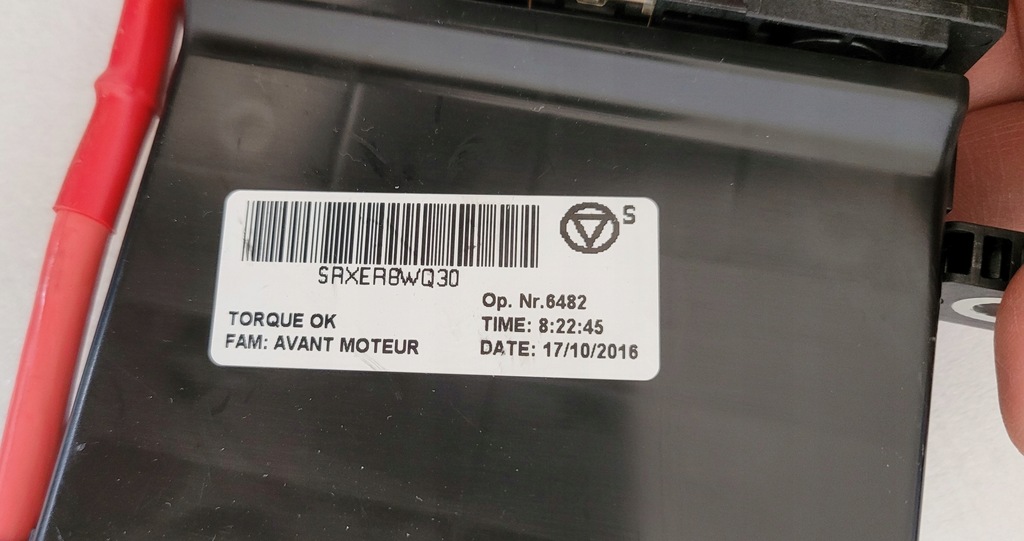 S
SRXER8WQ30
Op. Nr.6482
TORQUE OK
TIME: 8:22:45
FAM: AVANT MOTEUR
DATE: 17/10/2016